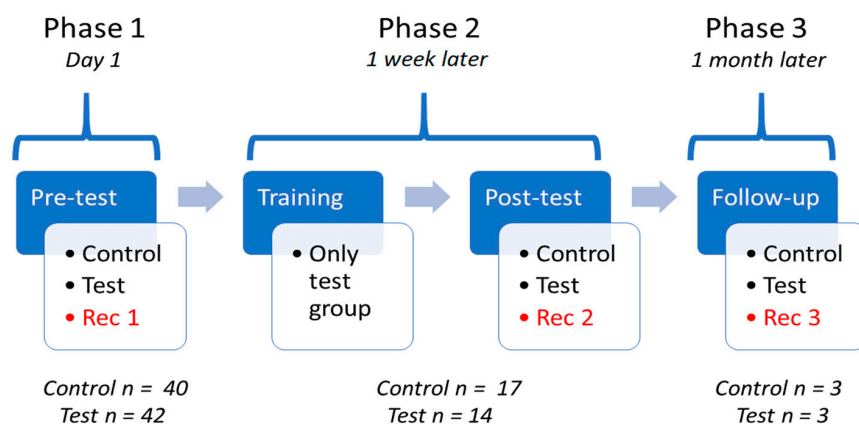 Phase 1
Day 1
Phase 2
1 week later
Phase 3
1 month later
Pre-test
• Control
• Test
• Rec 1
Training
• Only
test
group
Post-test
• Control
• Test
• Rec 2
Follow-up
• Control
• Test
• Rec 3
Control n =  40
Test n = 42
Control n = 17
Test n = 14
Control n = 3
Test n = 3